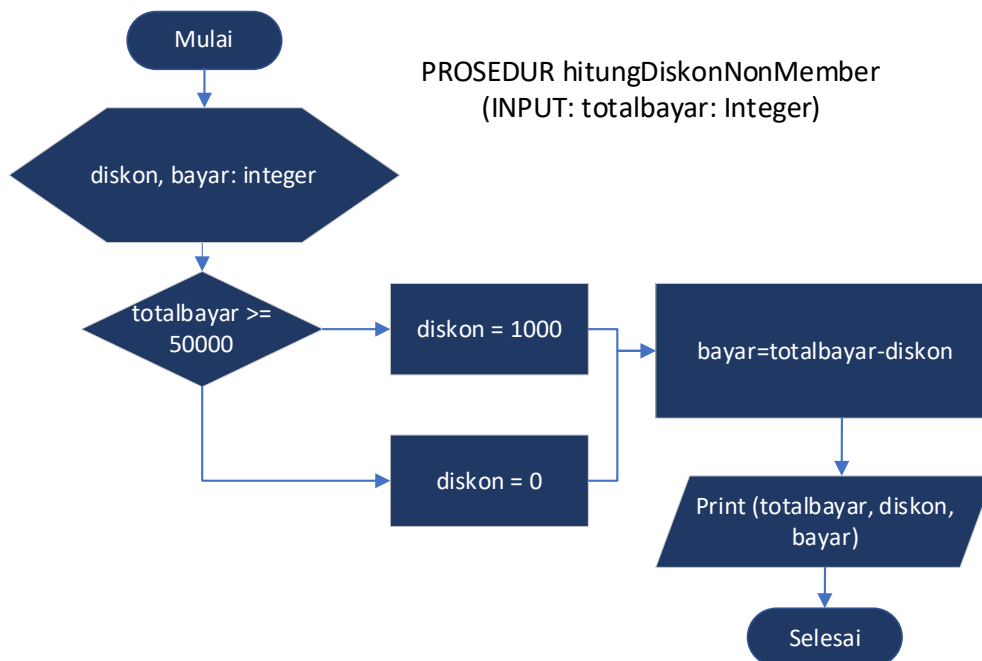 Mulai
PROSEDUR hitungDiskonNonMember
(INPUT: totalbayar: Integer)
diskon, bayar: integer
totalbayar >=
50000
diskon = 1000
bayar=totalbayar-diskon
diskon = 0
Print (totalbayar, diskon,
bayar)
Selesai